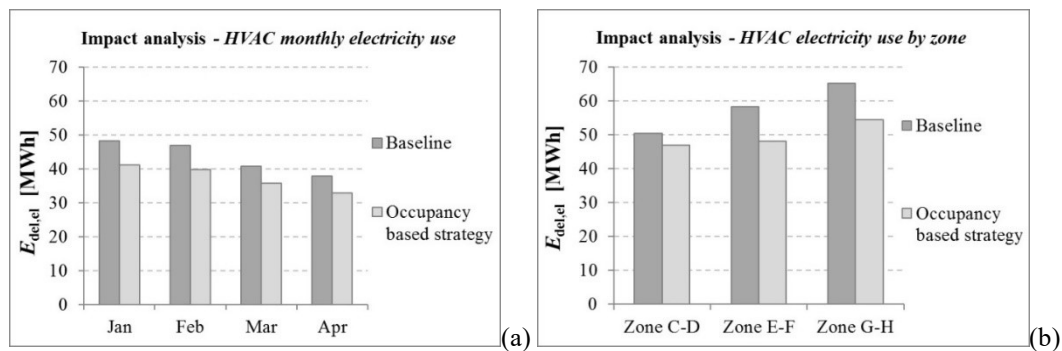 Impact analysis - HVAC monthly electricity use
70
60
50
40
30
20
10
0
E_del,el [MWh]
Jan Feb Mar Apr
Baseline
Occupancy
based strategy
(a)
Impact analysis - HVAC electricity use by zone
70
60
50
40
30
20
10
0
E_del,el [MWh]
Zone C-D Zone E-F Zone G-H
Baseline
Occupancy
based strategy
(b)